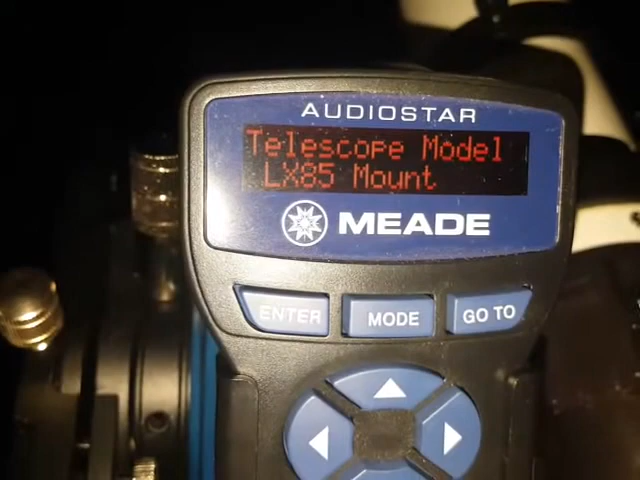 AUDIOSTAR
Telescope Model
LX85 Mount
MEADE
ENTER MODE GO TO